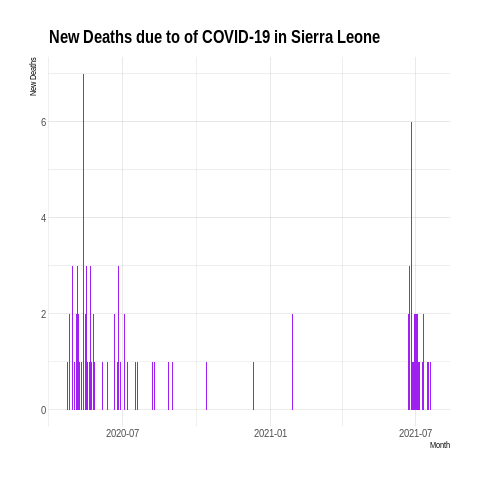 New Deaths due to of COVID-19 in Sierra Leone
New Deaths
6
4
2
0
2020-07
2021-01
2021-07
Month